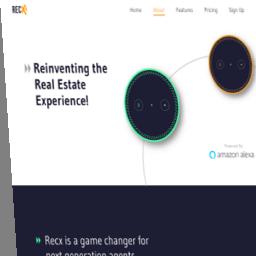 RECX
Home About Features Pricing Sign Up
» Reinventing the
Real Estate
Experience!
Powered By
amazon alexa
» Recx is a game changer for
next generation agents